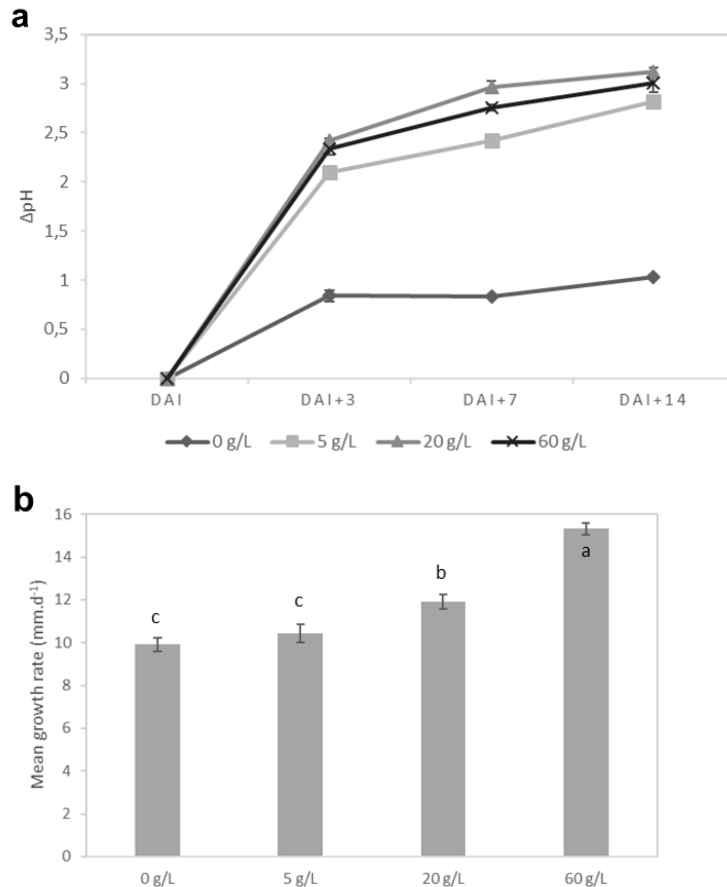 a
3,5
3
2,5
2
1,5
1
0,5
0
ΔpH
DAI DAI+3 DAI+7 DAI+14
0 g/L 5 g/L 20 g/L 60 g/L
b
16
14
12
10
8
6
4
2
0
Mean growth rate (mm.d⁻¹)
c c b a
0 g/L 5 g/L 20 g/L 60 g/L